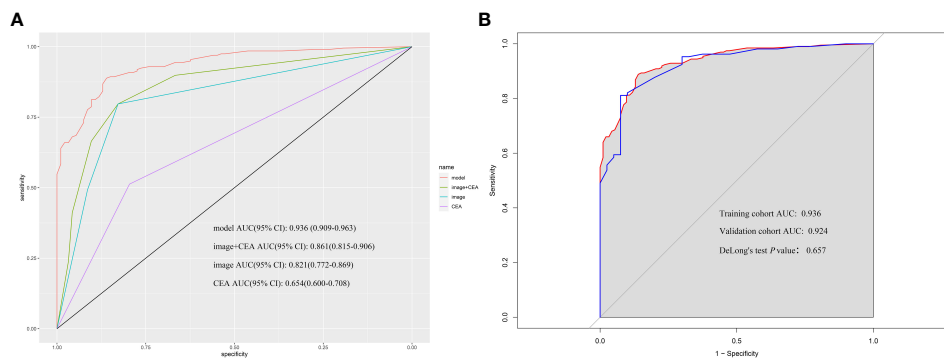 A
1.00
0.75
0.50
0.25
0.00
sensitivity
1.00
0.75
0.50
0.25
0.00
specificity
model AUC(95% CI): 0.936 (0.909-0.963)
image+CEA AUC(95% CI): 0.861(0.815-0.906)
image AUC(95% CI): 0.821(0.772-0.869)
CEA AUC(95% CI): 0.654(0.600-0.708)
name
model
image+CEA
image
CEA
B
1.0
0.8
0.6
0.4
0.2
0.0
Sensitivity
0.0
0.5
1.0
1 - Specificity
Training cohort AUC: 0.936
Validation cohort AUC: 0.924
DeLong's test P value: 0.657